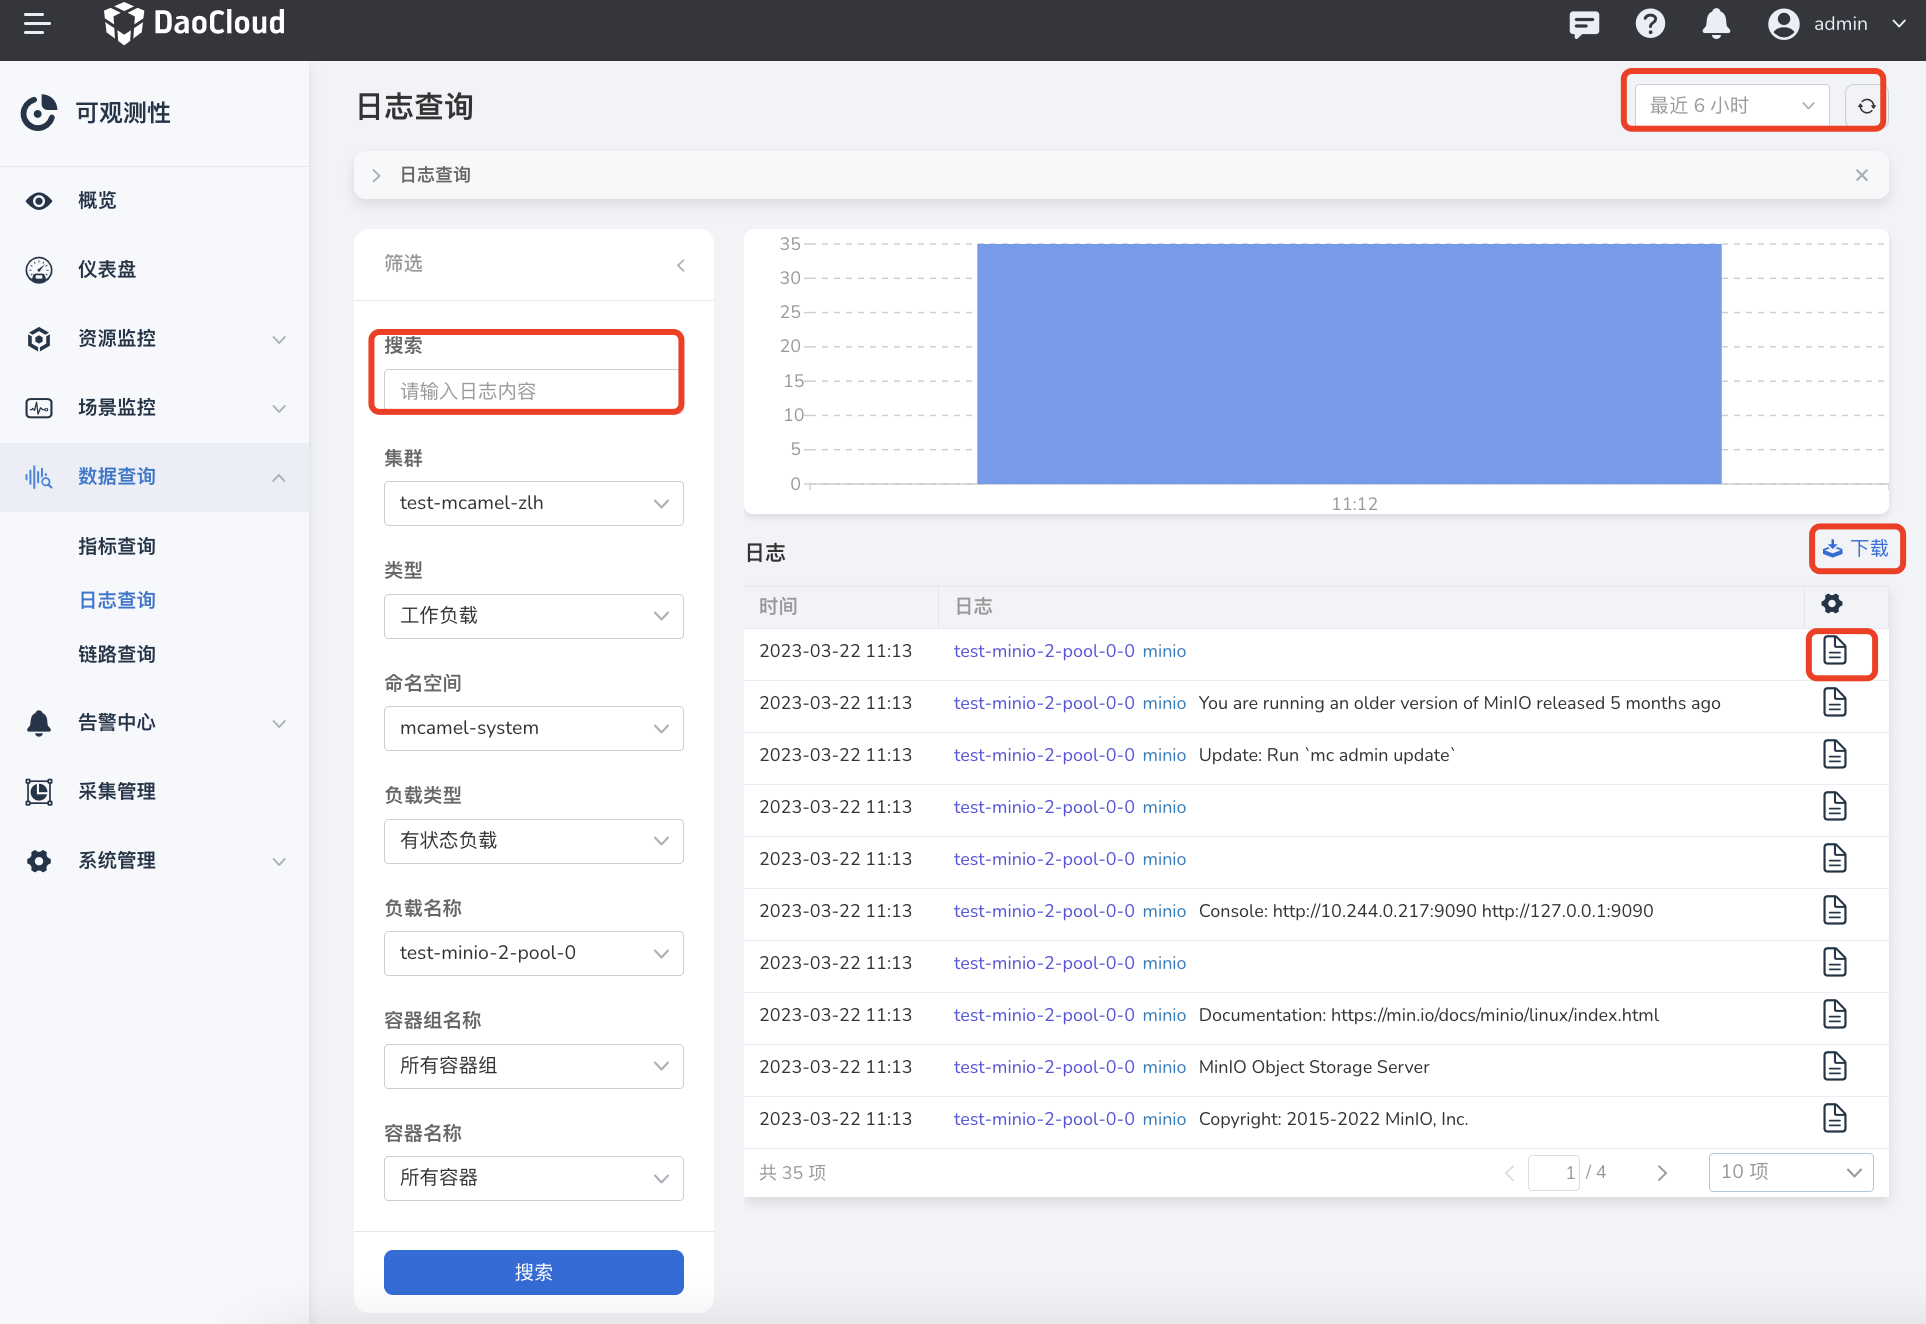 DaoCloud
admin
可观测性
概览
仪表盘
资源监控
场景监控
数据查询
指标查询
日志查询
链路查询
告警中心
采集管理
系统管理
日志查询
最近 6 小时
日志查询
筛选
搜索
请输入日志内容
集群
test-mcamel-zlh
类型
工作负载
命名空间
mcamel-system
负载类型
有状态负载
负载名称
test-minio-2-pool-0
容器组名称
所有容器组
容器名称
所有容器
搜索
35
30
25
20
15
10
5
0
11:12
日志
下载
时间 日志
2023-03-22 11:13 test-minio-2-pool-0-0 minio
2023-03-22 11:13 test-minio-2-pool-0-0 minio You are running an older version of MinIO released 5 months ago
2023-03-22 11:13 test-minio-2-pool-0-0 minio Update: Run `mc admin update`
2023-03-22 11:13 test-minio-2-pool-0-0 minio
2023-03-22 11:13 test-minio-2-pool-0-0 minio
2023-03-22 11:13 test-minio-2-pool-0-0 minio Console: http://10.244.0.217:9090 http://127.0.0.1:9090
2023-03-22 11:13 test-minio-2-pool-0-0 minio
2023-03-22 11:13 test-minio-2-pool-0-0 minio Documentation: https://min.io/docs/minio/linux/index.html
2023-03-22 11:13 test-minio-2-pool-0-0 minio MinIO Object Storage Server
2023-03-22 11:13 test-minio-2-pool-0-0 minio Copyright: 2015-2022 MinIO, Inc.
共 35 项
1 / 4
10 项